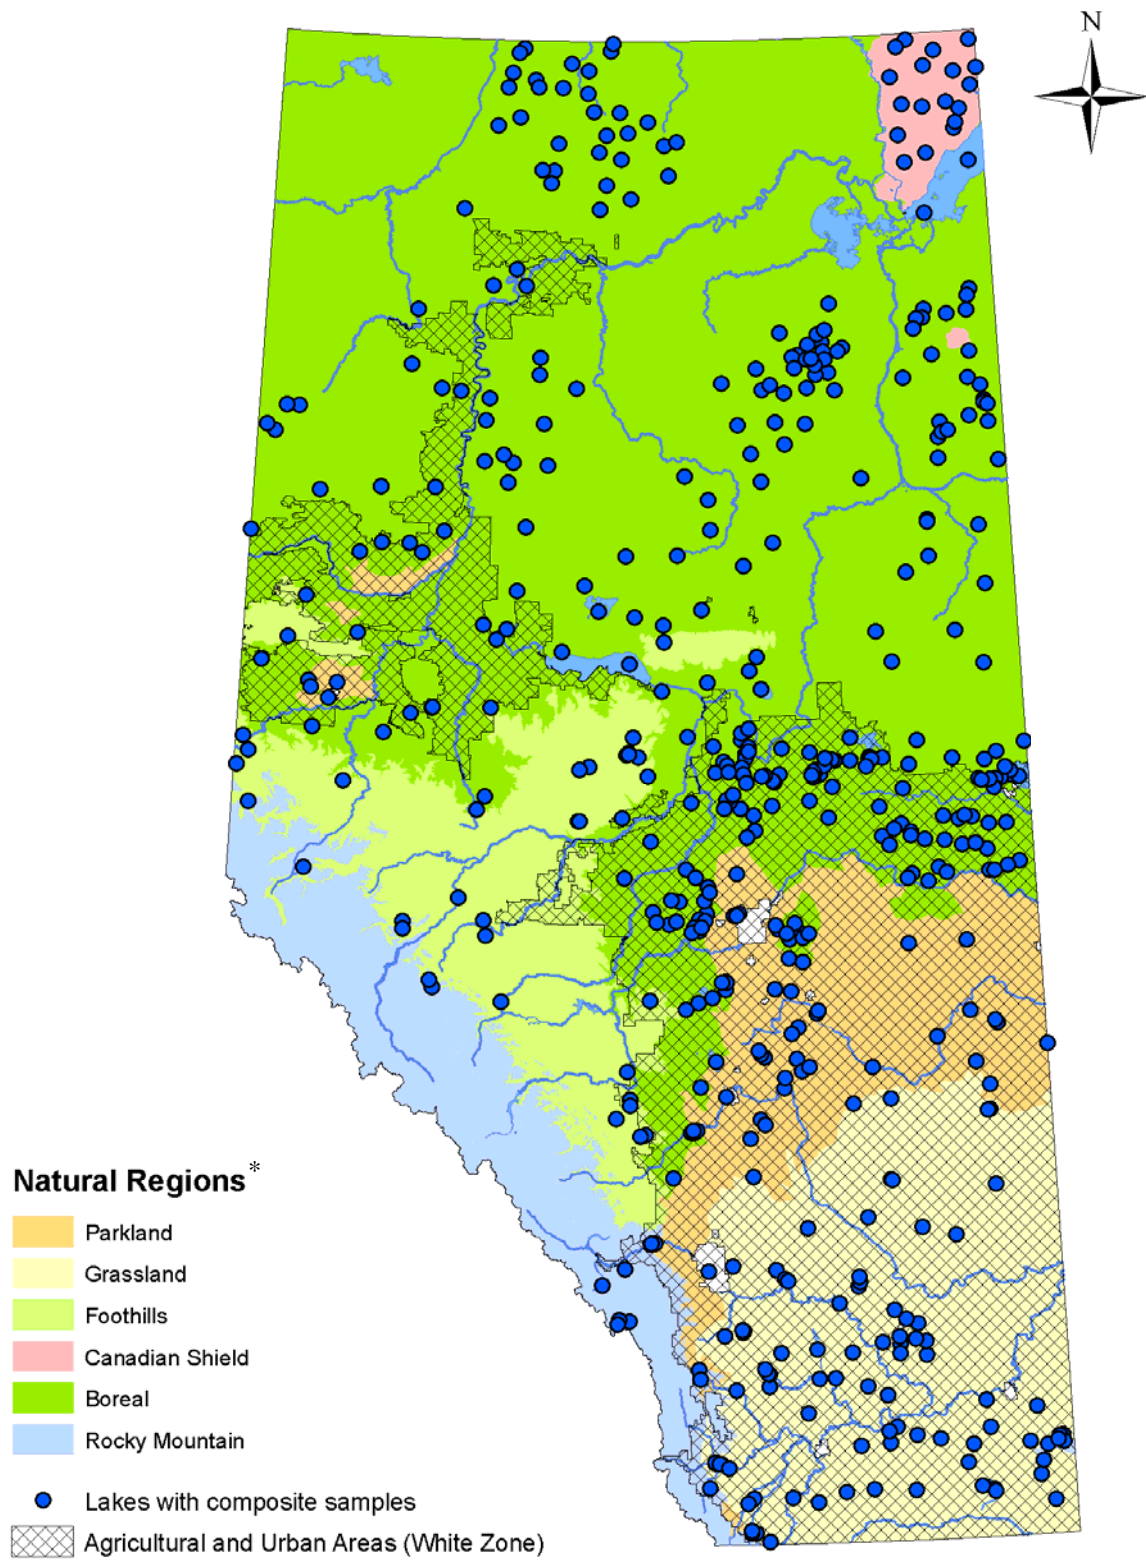 N
Natural Regions*
Parkland
Grassland
Foothills
Canadian Shield
Boreal
Rocky Mountain
Lakes with composite samples
Agricultural and Urban Areas (White Zone)